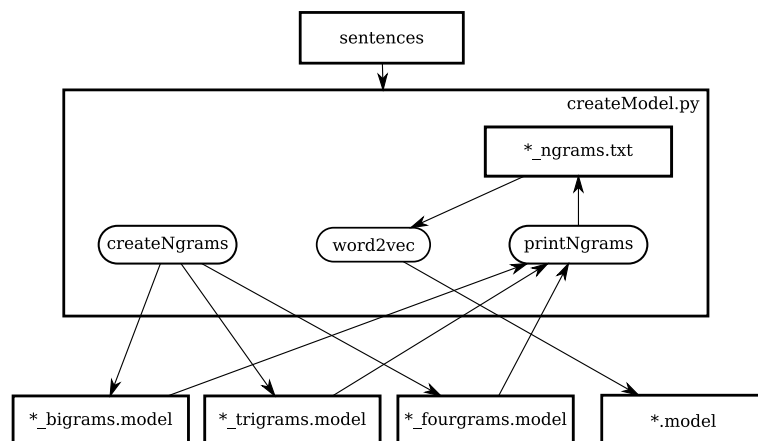 sentences
createModel.py
*_ngrams.txt
createNgrams
word2vec
printNgrams
*_bigrams.model
*_trigrams.model
*_fourgrams.model
*.model